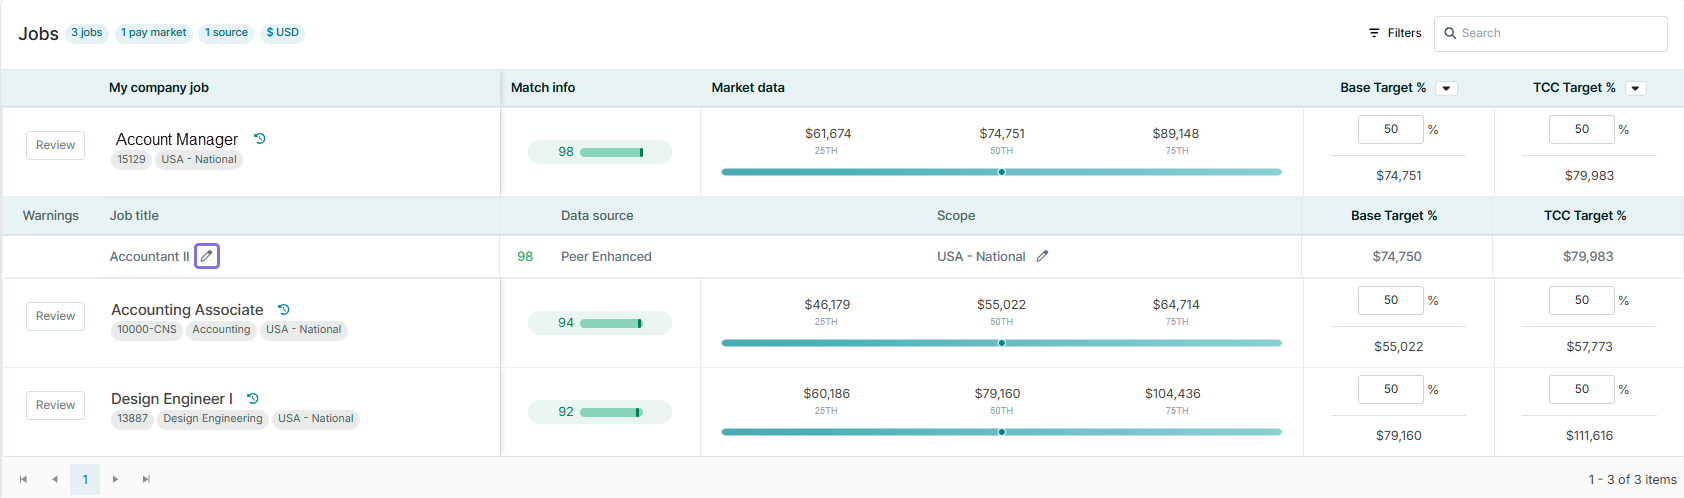 Jobs 3 jobs 1 pay market 1 source $ USD Filters Search
My company job Match info Market data Base Target % TCC Target %
Review Account Manager 98 $61,674 $74,751 $89,148 50 % 50 %
15129 USA - National 25TH 50TH 75TH
$74,751 $79,983
Warnings Job title Data source Scope Base Target % TCC Target %
Accountant II 98 Peer Enhanced USA - National $74,750 $79,983
Review Accounting Associate 94 $46,179 $55,022 $64,714 50 % 50 %
10000-CNS Accounting USA - National 25TH 50TH 75TH
$55,022 $57,773
Review Design Engineer I 92 $60,186 $79,160 $104,436 50 % 50 %
13887 Design Engineering USA - National 25TH 50TH 75TH
$79,160 $111,616
1 1 - 3 of 3 items